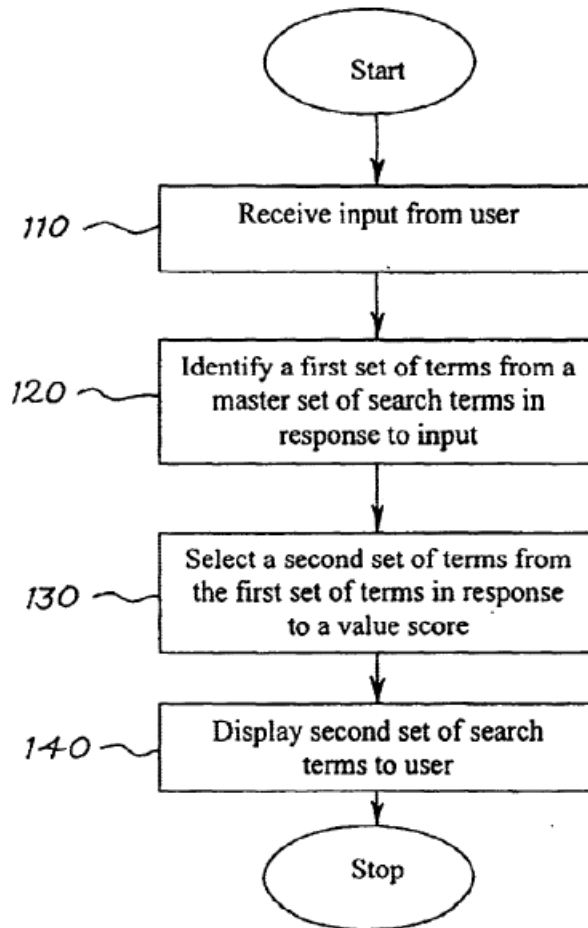 Start
110
Receive input from user
120
Identify a first set of terms from a
master set of search terms in
response to input
130
Select a second set of terms from
the first set of terms in response
to a value score
140
Display second set of search
terms to user
Stop